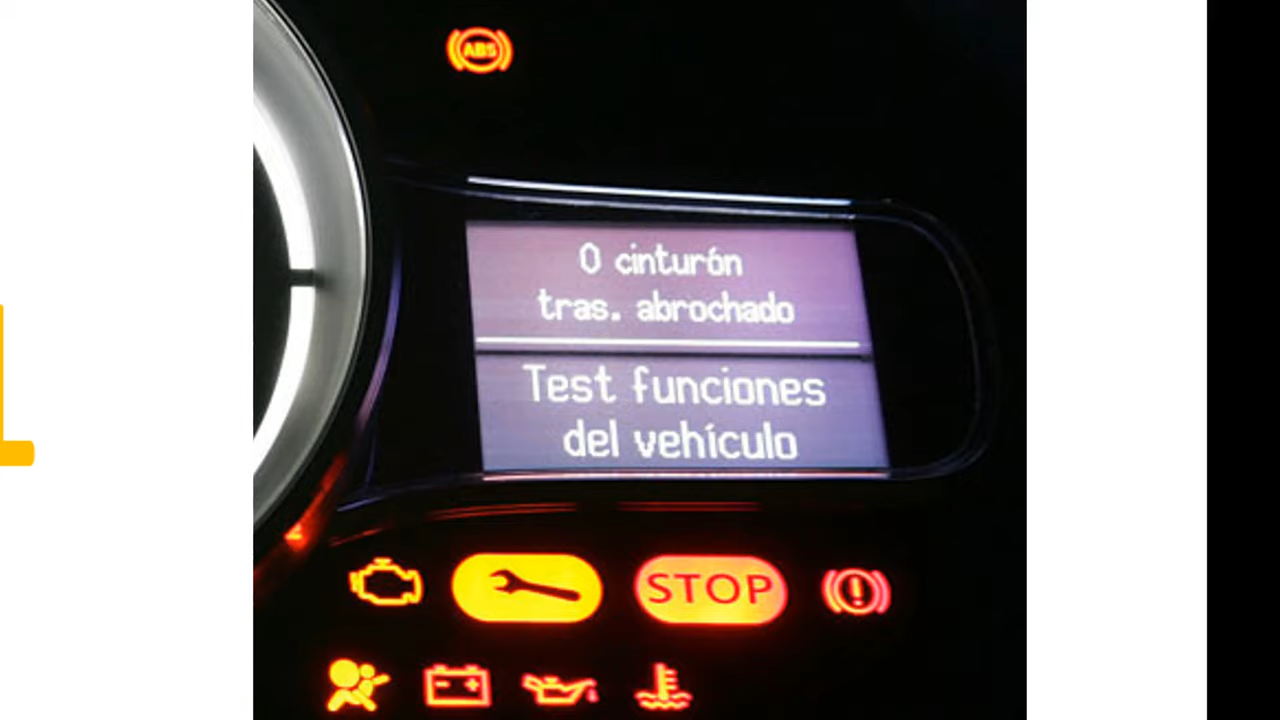 ABS
0 cinturón
tras. abrochado
Test funciones
del vehículo
STOP